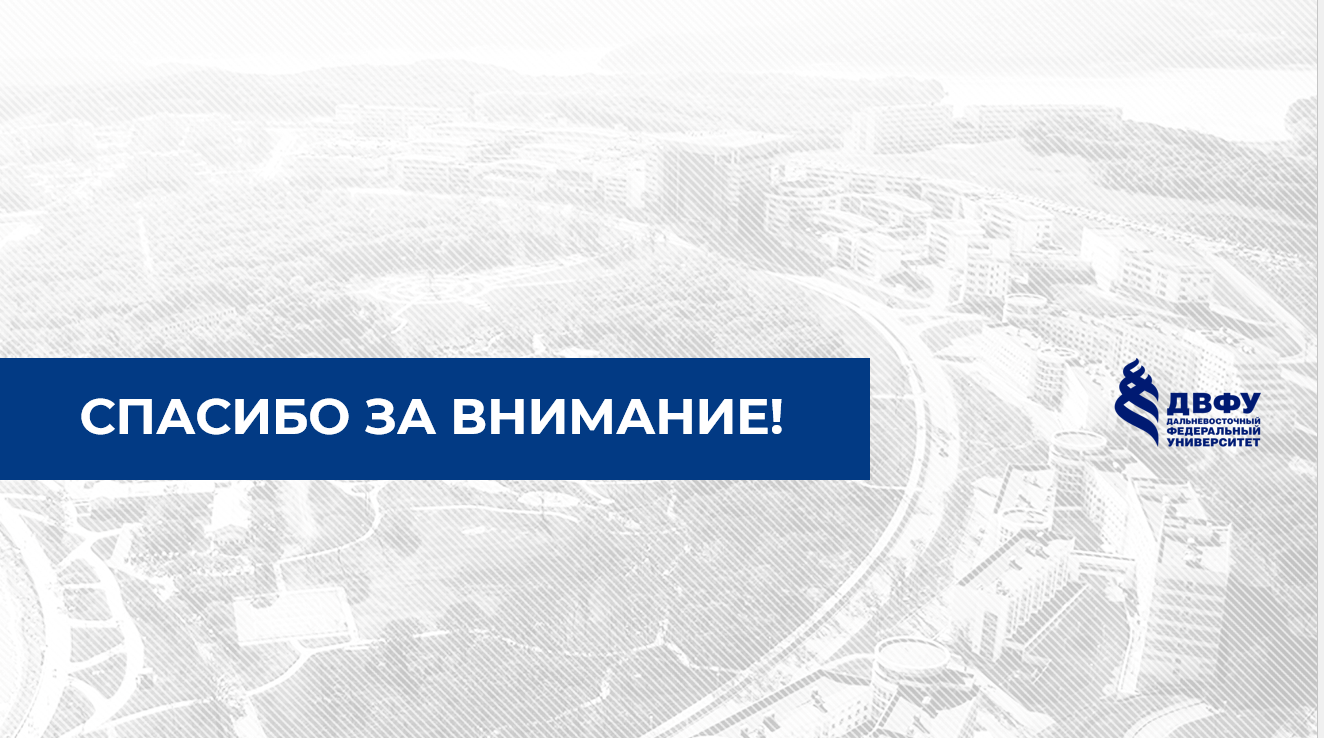 СПАСИБО ЗА ВНИМАНИЕ!
ДВФУ
ДАЛЬНЕВОСТОЧНЫЙ
ФЕДЕРАЛЬНЫЙ
УНИВЕРСИТЕТ